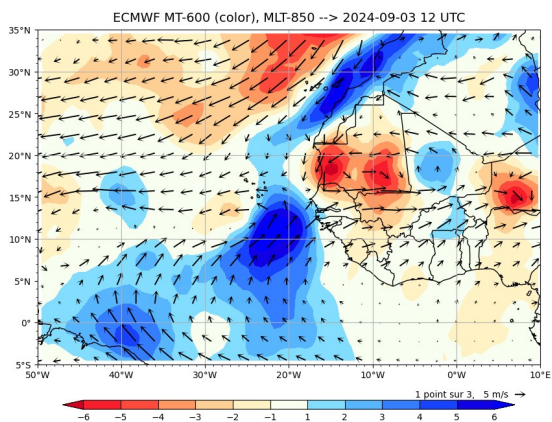 ECMWF MT-600 (color), MLT-850 --> 2024-09-03 12 UTC
35°N
30°N
25°N
20°N
15°N
10°N
5°N
0°
5°S
50°W 40°W 30°W 20°W 10°W 0°W 10°E
1 point sur 3, 5 m/s
−6 −5 −4 −3 −2 −1 1 2 3 4 5 6